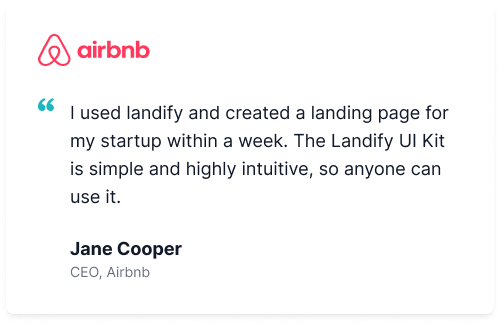 airbnb
“
I used landify and created a landing page for
my startup within a week. The Landify UI Kit
is simple and highly intuitive, so anyone can
use it.
Jane Cooper
CEO, Airbnb